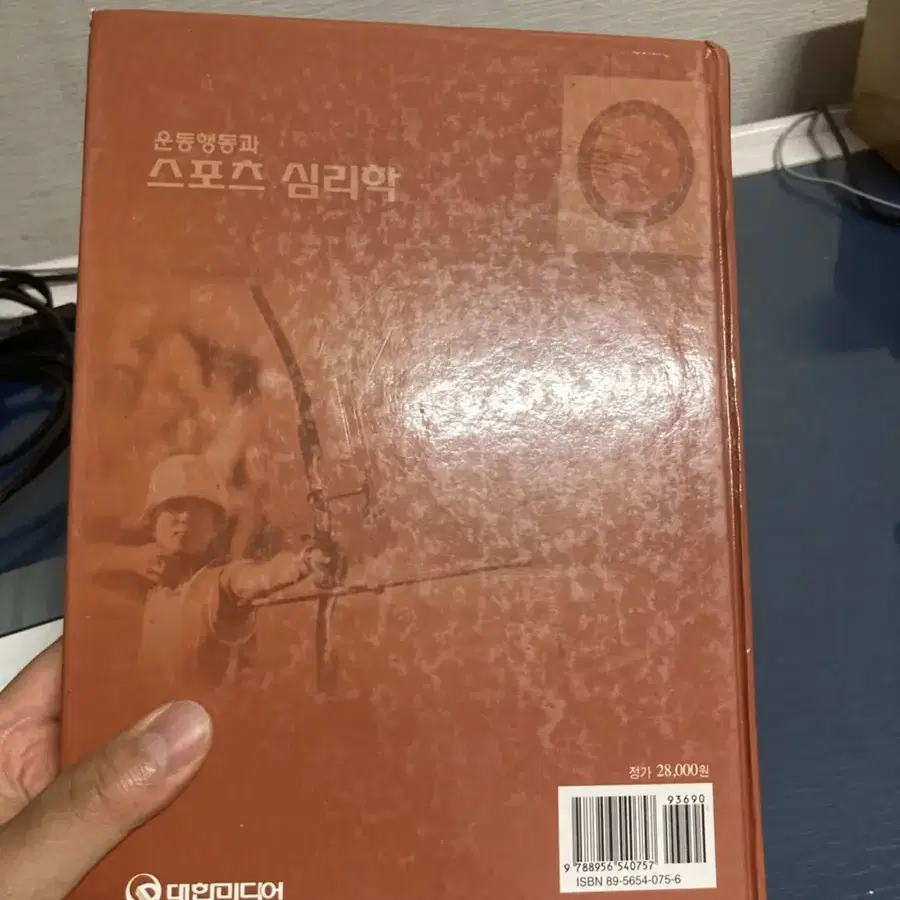 운동행동과
스포츠 심리학
정가 28,000원
93690
9 788956 540757
ISBN 89-5654-075-6
대한미디어